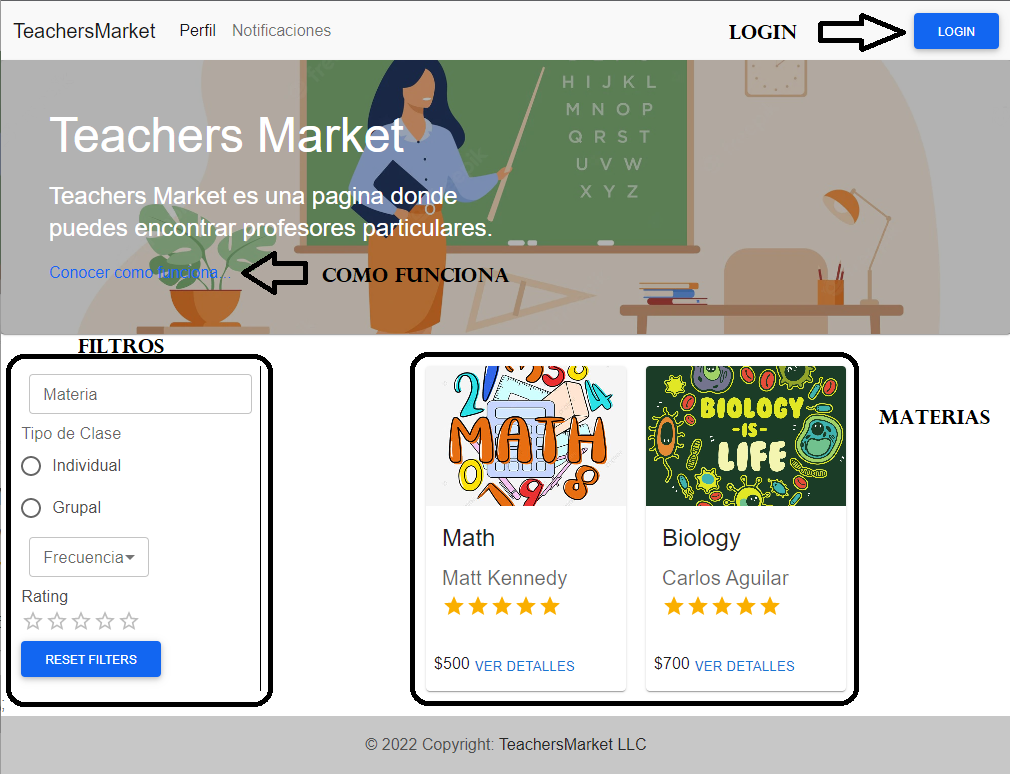 TeachersMarket Perfil Notificaciones LOGIN LOGIN
H I J K L
M N O P
Q R S T
U V W
X Y Z
Teachers Market
Teachers Market es una pagina donde
puedes encontrar profesores particulares.
Conocer como funciona... COMO FUNCIONA
FILTROS
Materia
Tipo de Clase
Individual
Grupal
Frecuencia
Rating
RESET FILTERS
MATH
Math
Matt Kennedy
$500 VER DETALLES
BIOLOGY
-IS-
LIFE
Biology
Carlos Aguilar
$700 VER DETALLES
MATERIAS
© 2022 Copyright: TeachersMarket LLC